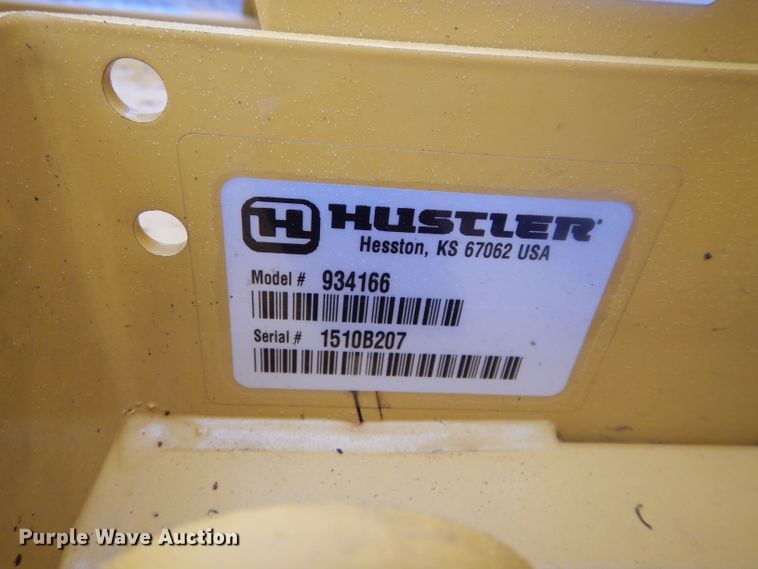 H HUSTLER
Hesston, KS 67062 USA
Model # 934166
Serial # 1510B207
Purple Wave Auction